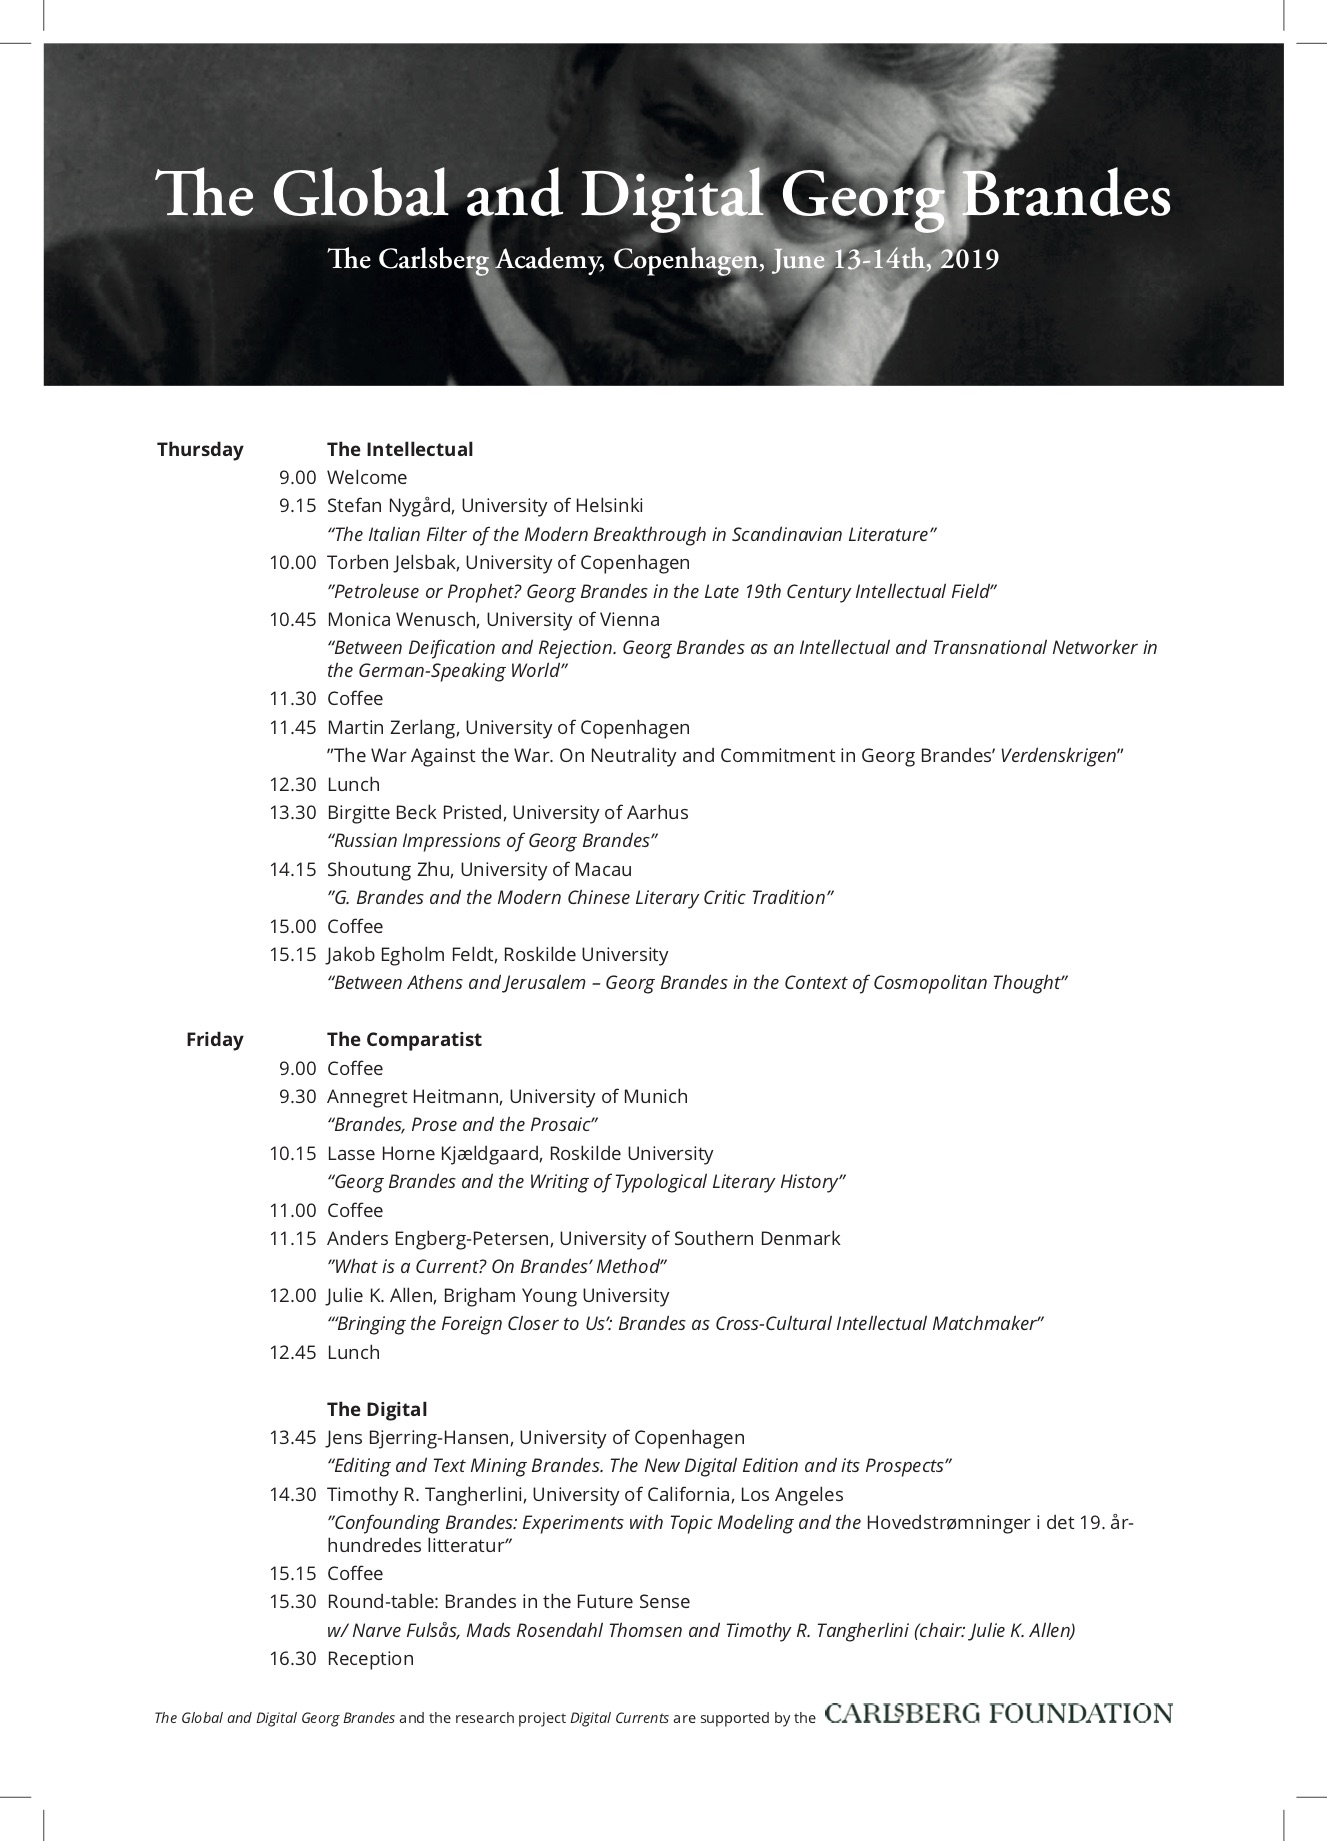 The Global and Digital Georg Brandes
The Carlsberg Academy, Copenhagen, June 13-14th, 2019
Thursday The Intellectual
9.00 Welcome
9.15 Stefan Nygård, University of Helsinki
“The Italian Filter of the Modern Breakthrough in Scandinavian Literature”
10.00 Torben Jelsbak, University of Copenhagen
”Petroleuse or Prophet? Georg Brandes in the Late 19th Century Intellectual Field”
10.45 Monica Wenusch, University of Vienna
“Between Deification and Rejection. Georg Brandes as an Intellectual and Transnational Networker in
the German-Speaking World”
11.30 Coffee
11.45 Martin Zerlang, University of Copenhagen
”The War Against the War. On Neutrality and Commitment in Georg Brandes’ Verdenskrigen”
12.30 Lunch
13.30 Birgitte Beck Pristed, University of Aarhus
“Russian Impressions of Georg Brandes”
14.15 Shoutung Zhu, University of Macau
”G. Brandes and the Modern Chinese Literary Critic Tradition”
15.00 Coffee
15.15 Jakob Egholm Feldt, Roskilde University
“Between Athens and Jerusalem – Georg Brandes in the Context of Cosmopolitan Thought”
Friday The Comparatist
9.00 Coffee
9.30 Annegret Heitmann, University of Munich
“Brandes, Prose and the Prosaic”
10.15 Lasse Horne Kjældgaard, Roskilde University
“Georg Brandes and the Writing of Typological Literary History”
11.00 Coffee
11.15 Anders Engberg-Petersen, University of Southern Denmark
”What is a Current? On Brandes’ Method”
12.00 Julie K. Allen, Brigham Young University
“‘Bringing the Foreign Closer to Us’: Brandes as Cross-Cultural Intellectual Matchmaker”
12.45 Lunch
The Digital
13.45 Jens Bjerring-Hansen, University of Copenhagen
“Editing and Text Mining Brandes. The New Digital Edition and its Prospects”
14.30 Timothy R. Tangherlini, University of California, Los Angeles
”Confounding Brandes: Experiments with Topic Modeling and the Hovedstrømninger i det 19. år-
hundredes litteratur”
15.15 Coffee
15.30 Round-table: Brandes in the Future Sense
w/ Narve Fulsås, Mads Rosendahl Thomsen and Timothy R. Tangherlini (chair: Julie K. Allen)
16.30 Reception
The Global and Digital Georg Brandes and the research project Digital Currents are supported by the CARLSBERG FOUNDATION